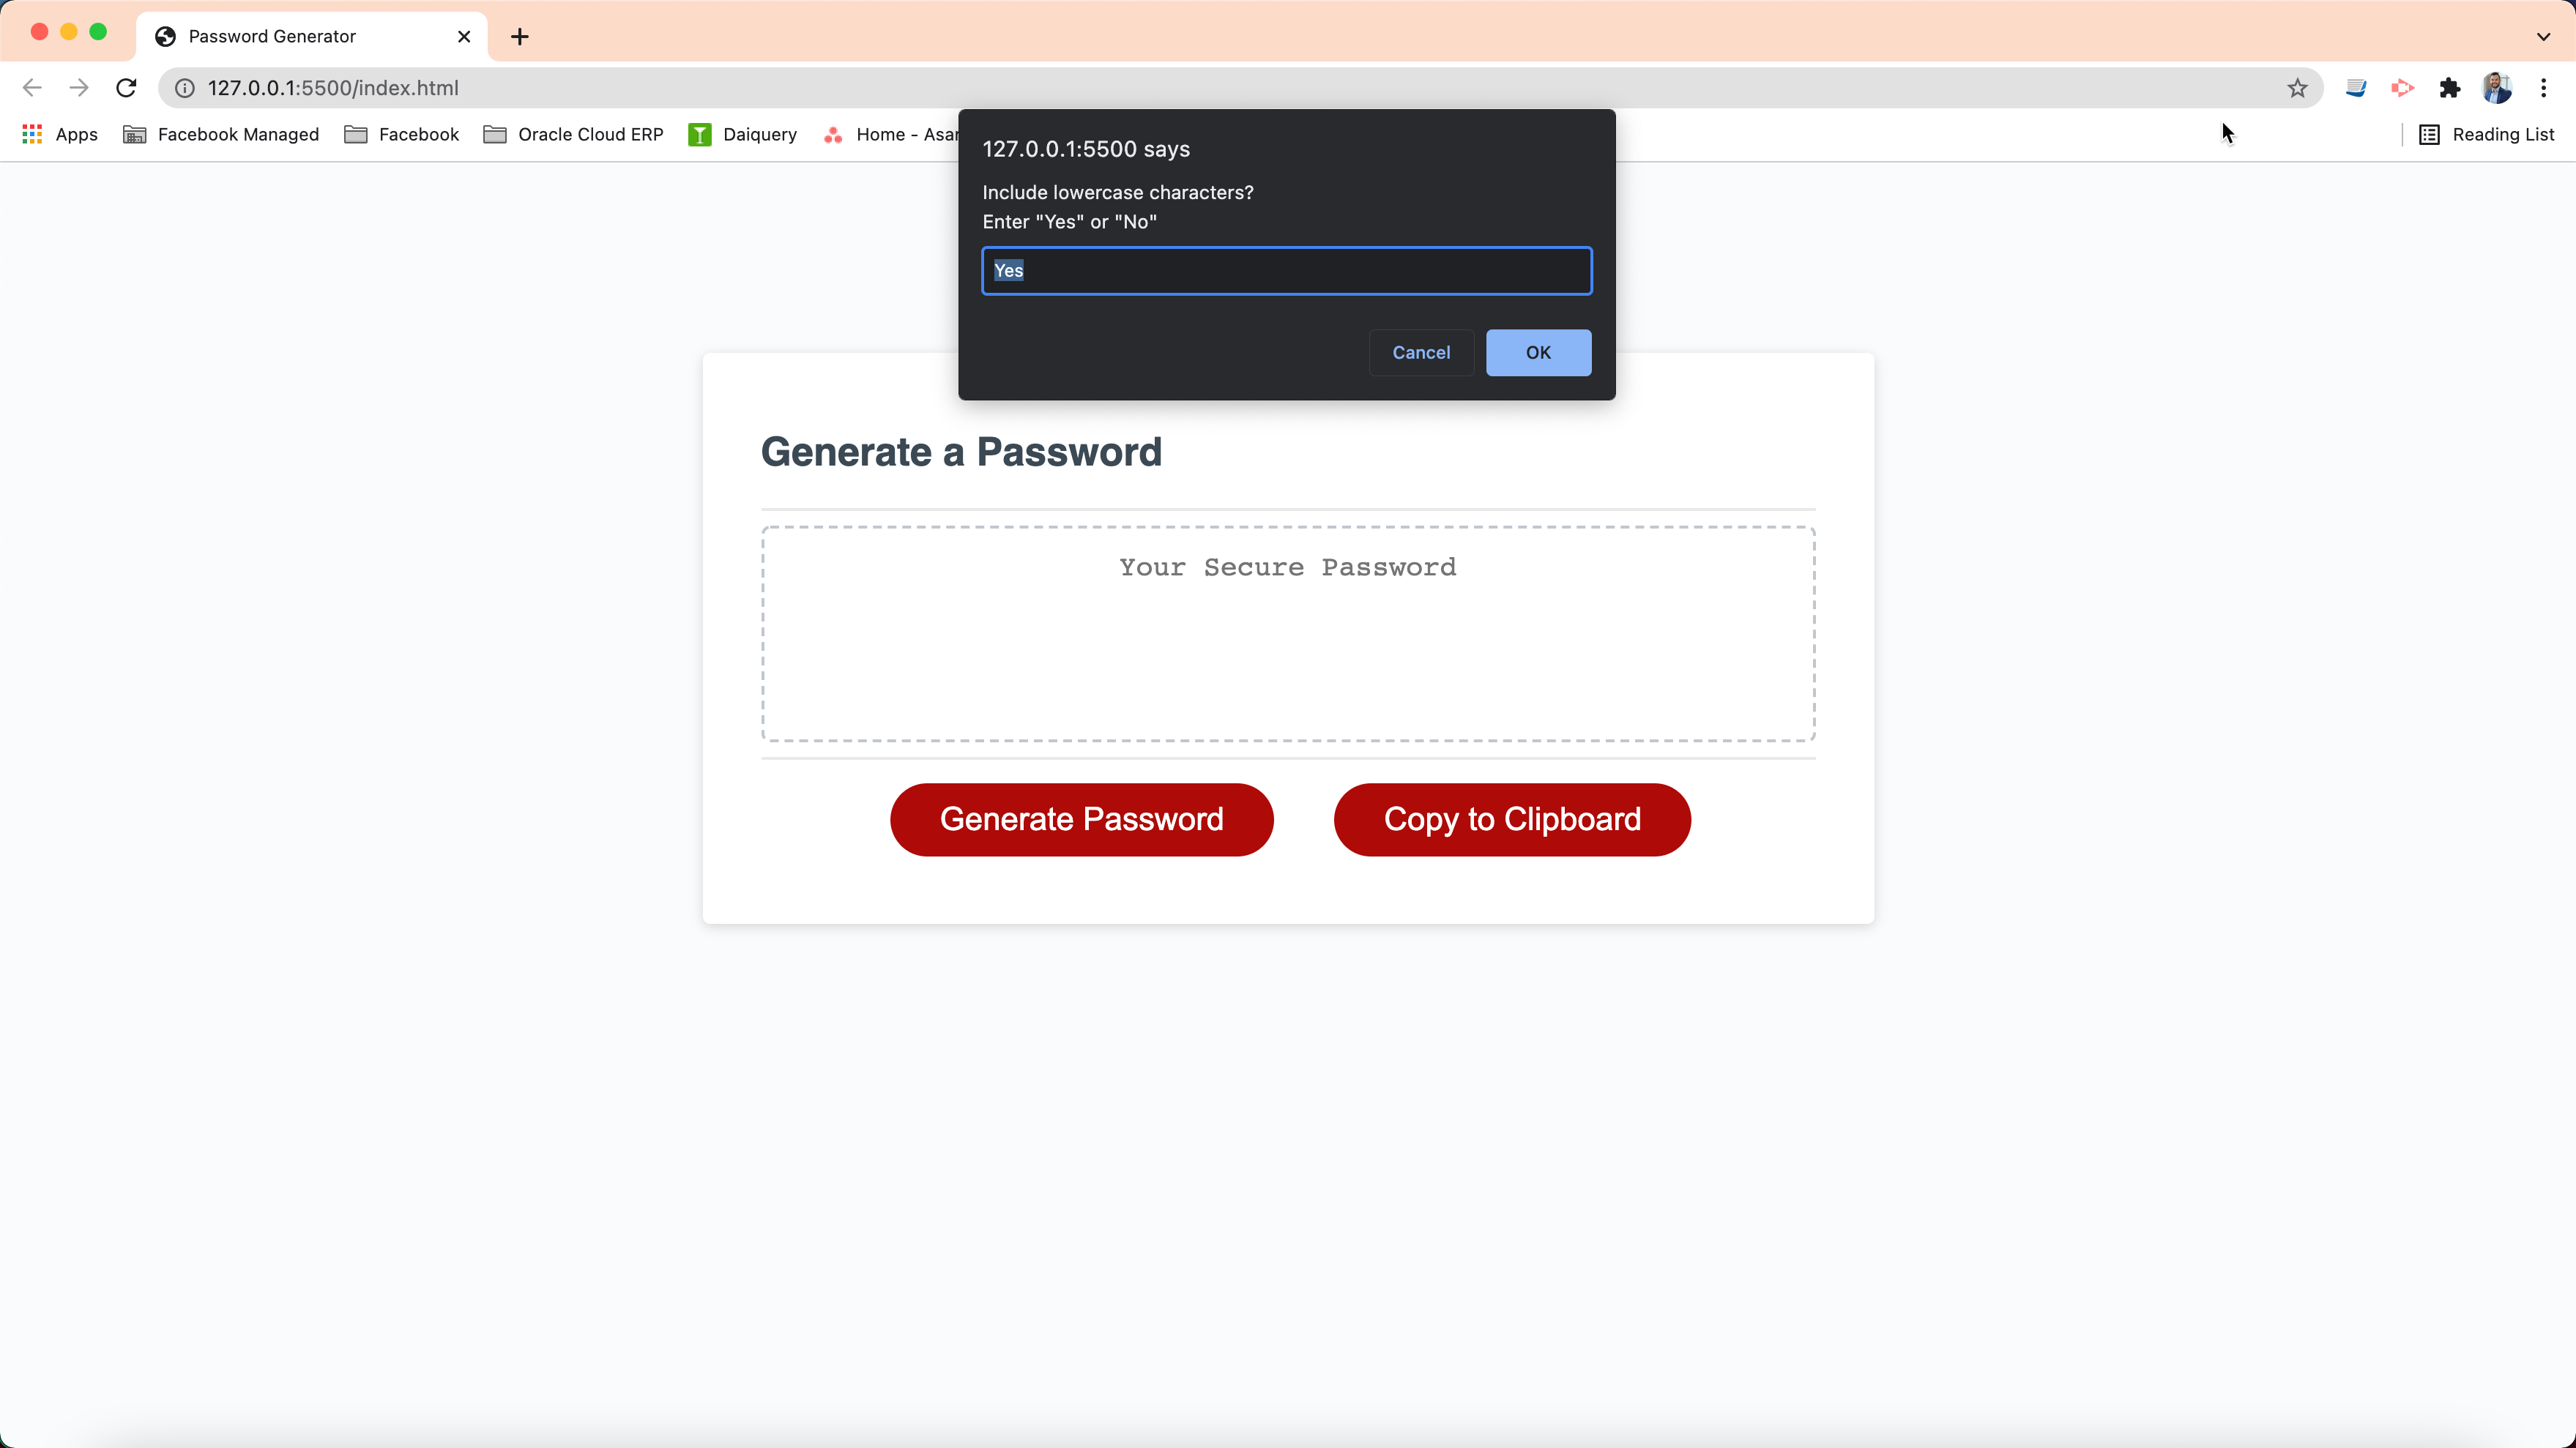 Password Generator
127.0.0.1:5500/index.html
Apps
Facebook Managed
Facebook
Oracle Cloud ERP
Daiquery
Home - Asan
Reading List
127.0.0.1:5500 says
Include lowercase characters?
Enter "Yes" or "No"
Yes
Cancel
OK
Generate a Password
Your Secure Password
Generate Password
Copy to Clipboard